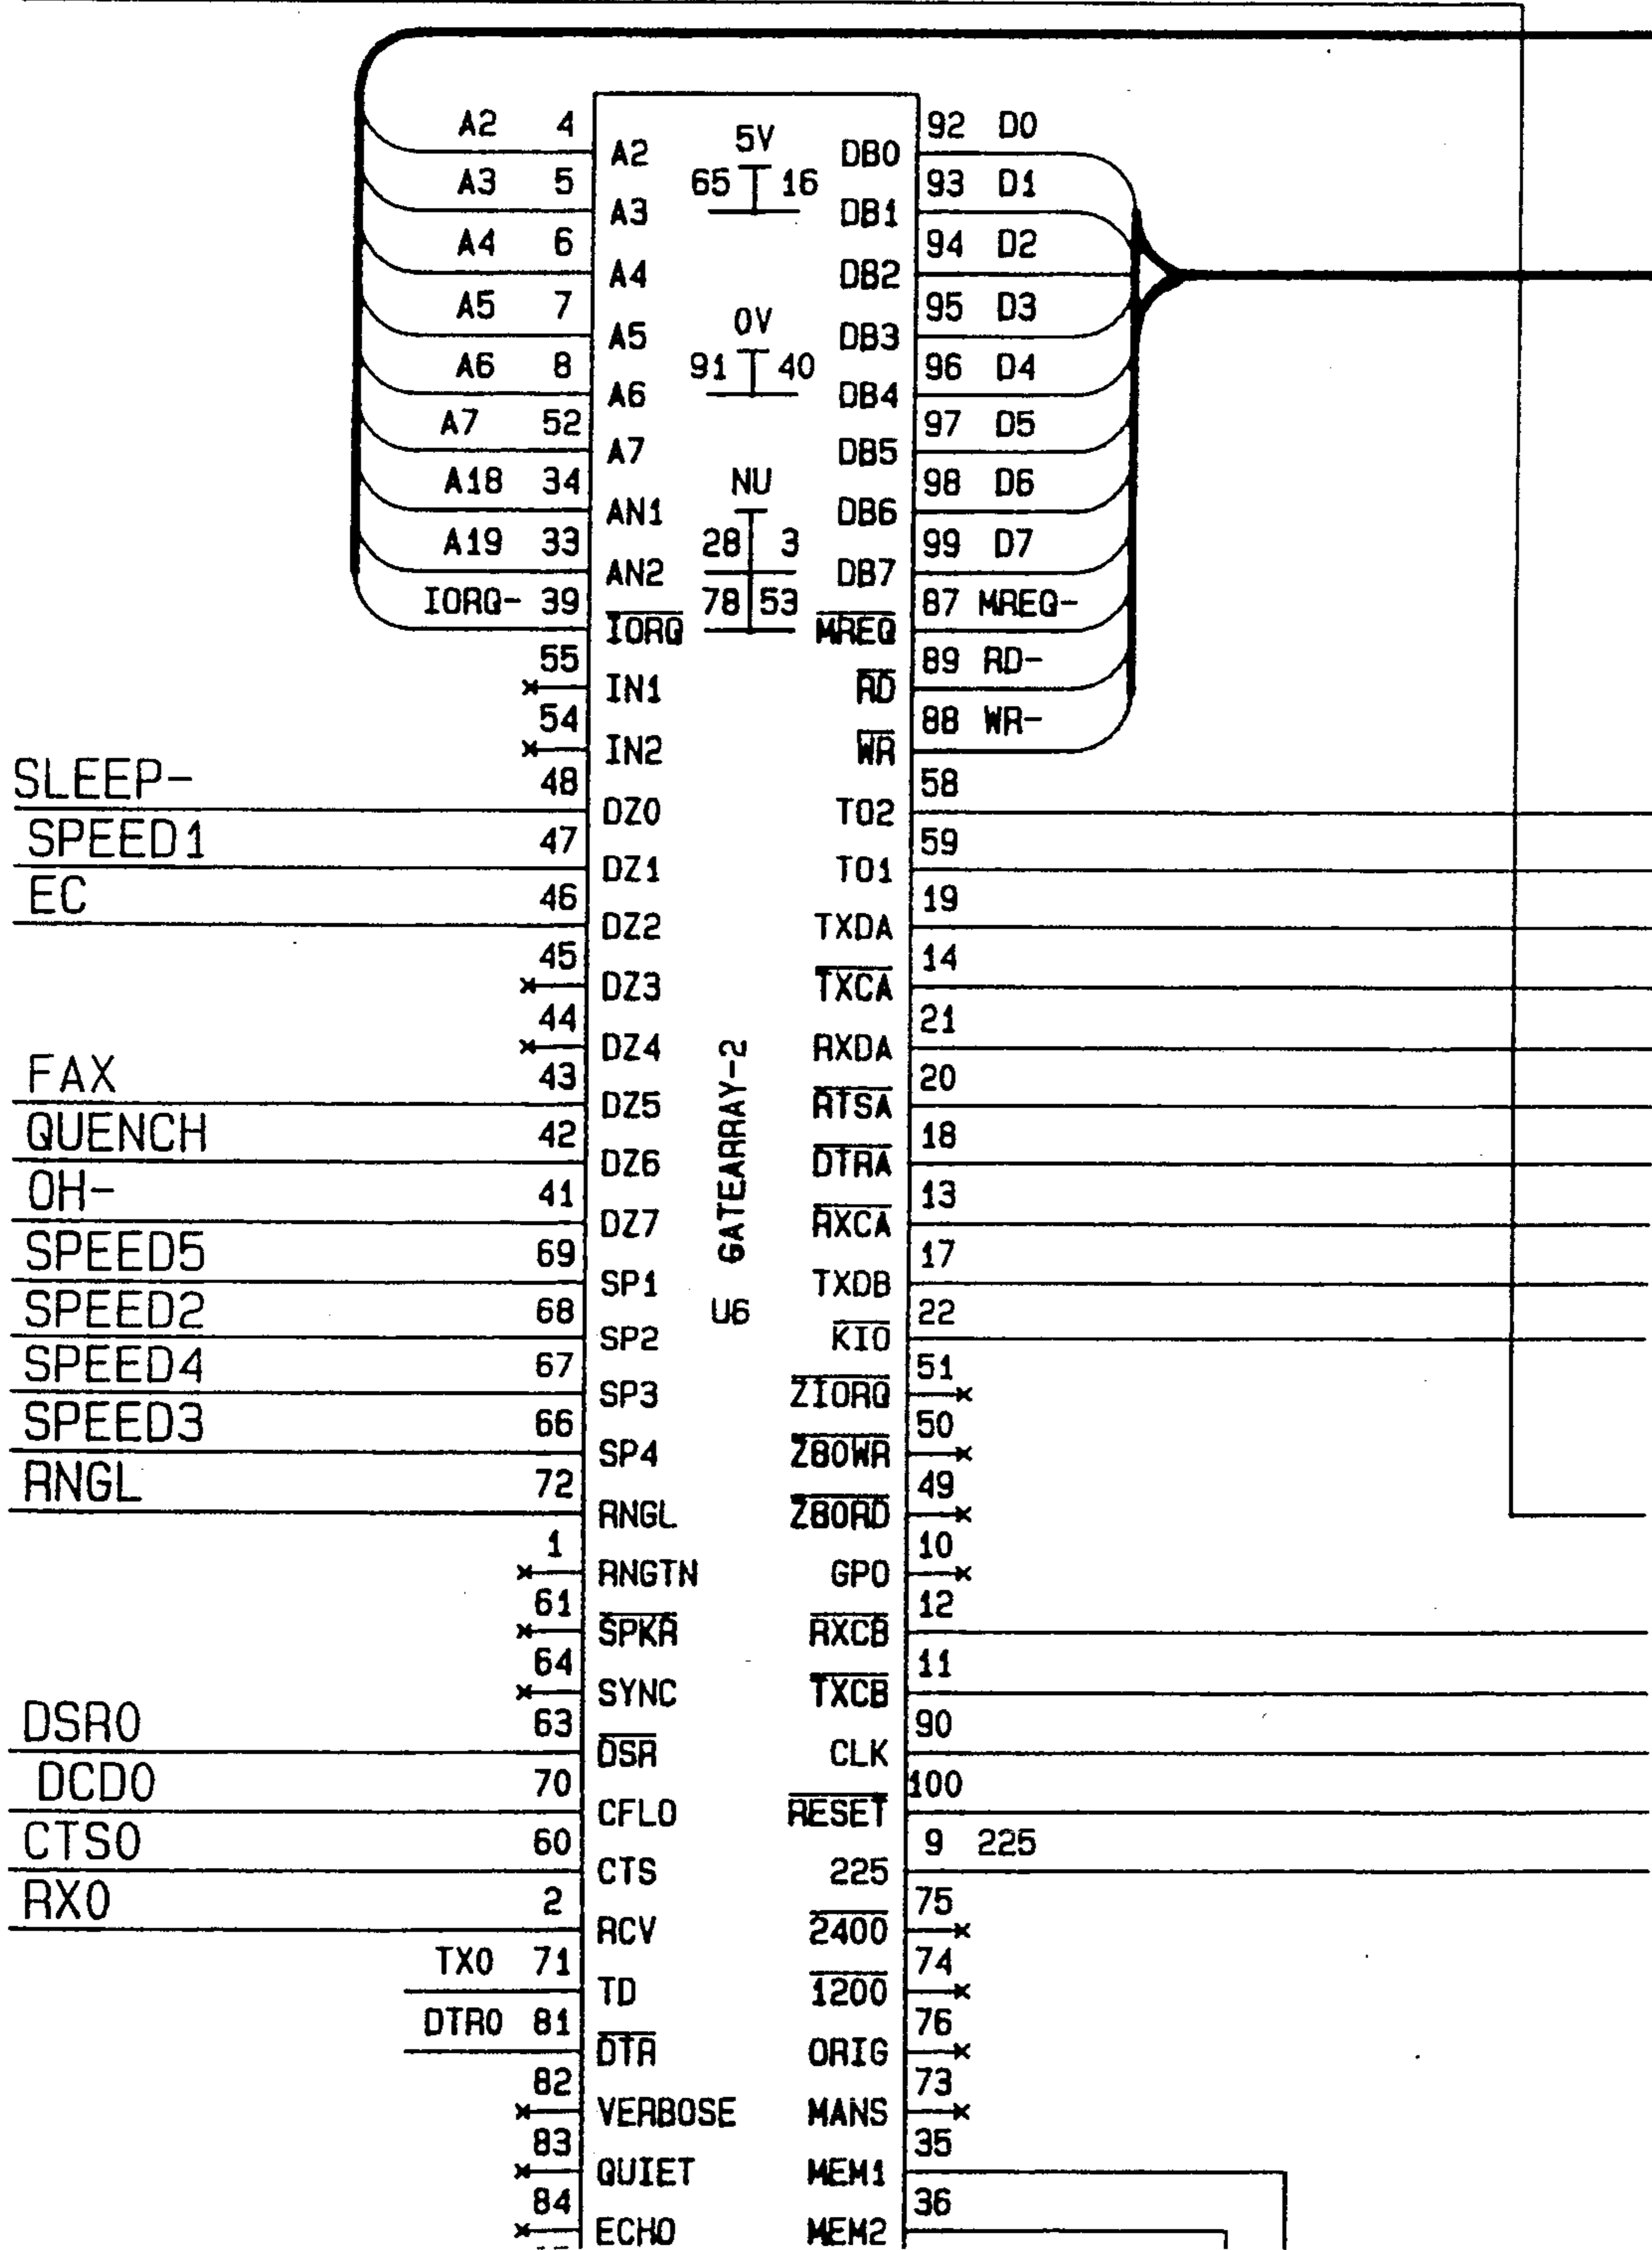 A2 4 A2 5V DB0 92 D0
A3 5 A3 65 16 DB1 93 D1
A4 6 A4 DB2 94 D2
A5 7 A5 0V DB3 95 D3
A6 8 A6 91 40 DB4 96 D4
A7 52 A7 DB5 97 D5
A18 34 AN1 NU DB6 98 D6
A19 33 AN2 28 3 DB7 99 D7
IORQ- 39 IORQ 78 53 MREQ 87 MREQ-
55 IN1 RD 89 RD-
54 IN2 WR 88 WR-
SLEEP- 48 DZ0 TO2 58
SPEED1 47 DZ1 TO1 59
EC 46 DZ2 TXDA 19
45 DZ3 TXCA 14
44 DZ4 RXDA 21
FAX 43 DZ5 RTSA 20
QUENCH 42 DZ6 DTRA 18
OH- 41 DZ7 RXCA 13
GATEARRAY-2
SPEED5 69 SP1 TXDB 17
U6
SPEED2 68 SP2 KIO 22
SPEED4 67 SP3 ZIORQ 51
SPEED3 66 SP4 Z80WR 50
RNGL 72 RNGL Z80RD 49
1 RNGTN GPO 10
61 SPKR RXCB 12
64 SYNC TXCB 11
DSR0 63 DSR CLK 90
DCD0 70 CFLO RESET 100
CTS0 60 CTS 225 9 225
RX0 2 RCV 2400 75
TX0 71 TD 1200 74
DTR0 81 DTR ORIG 76
82 VERBOSE MANS 73
83 QUIET MEM1 35
84 ECHO MEM2 36